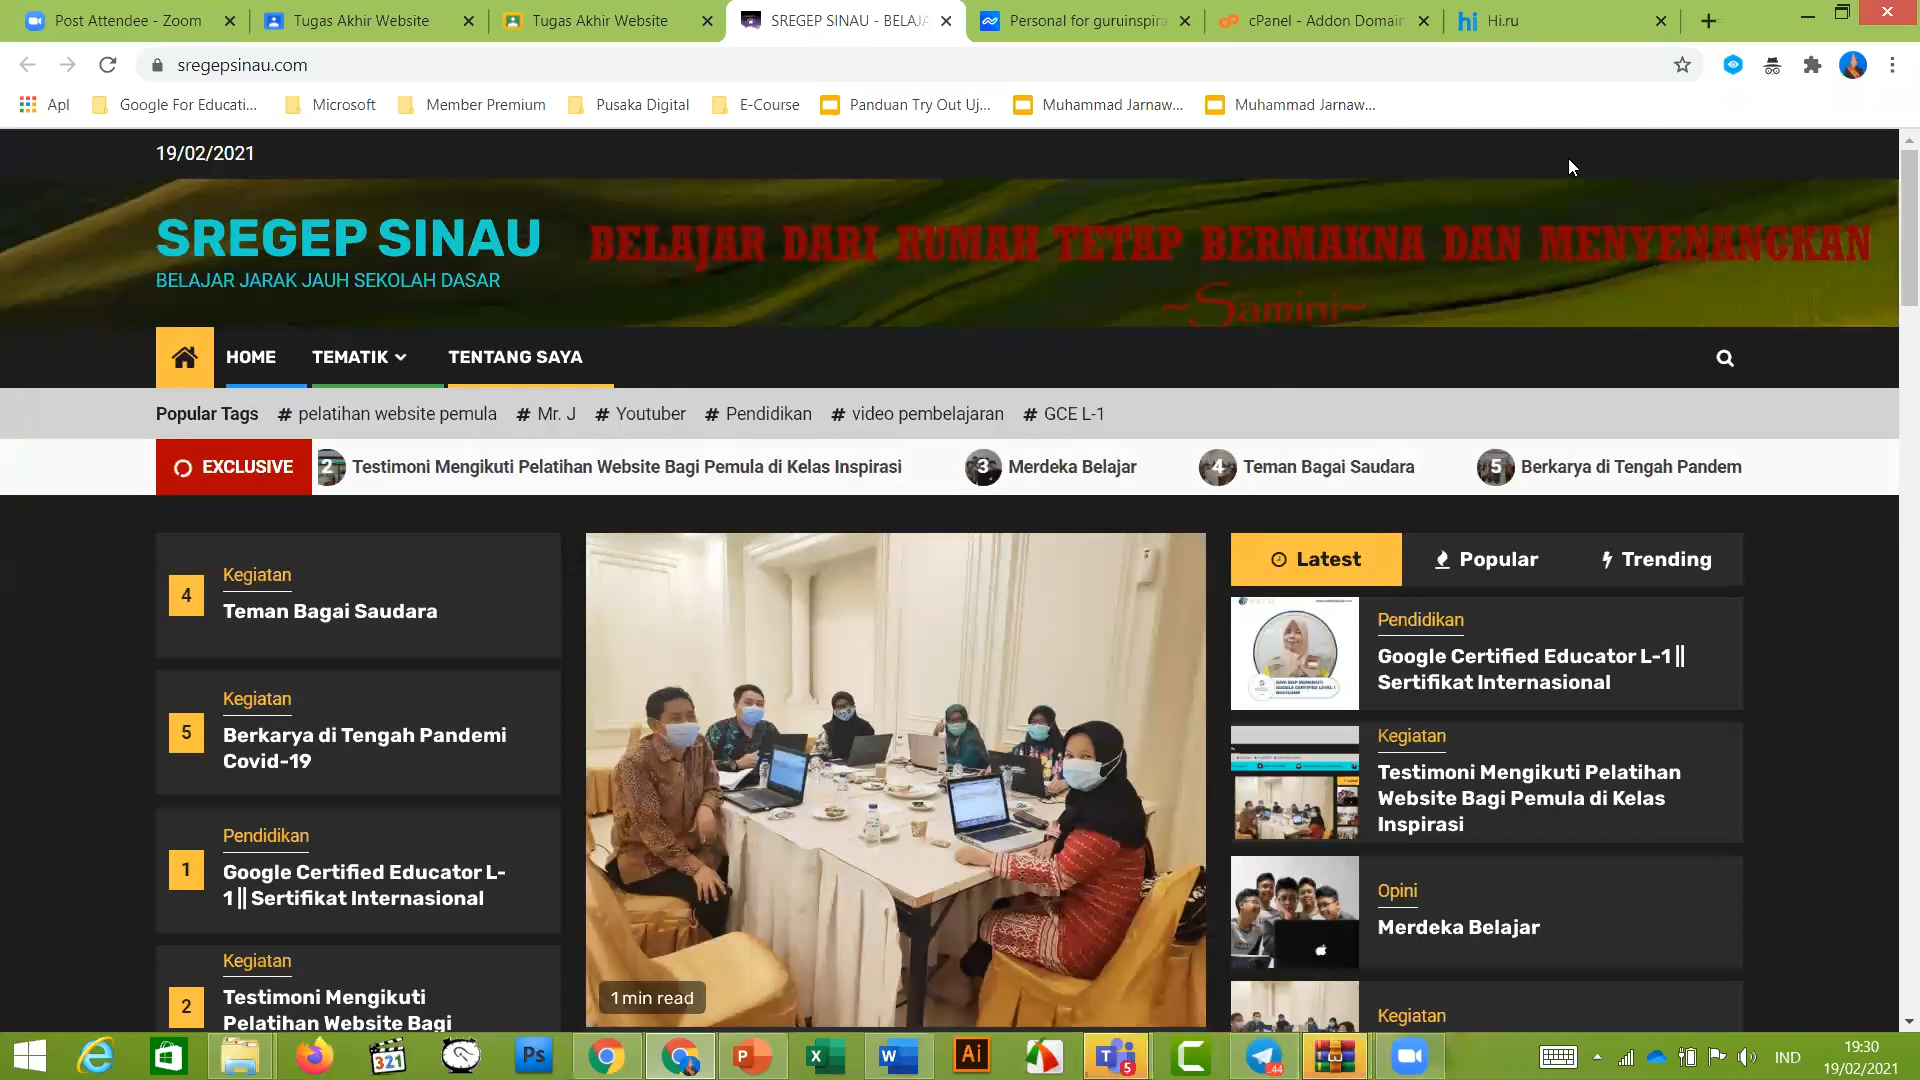 Post Attendee - Zoom
Tugas Akhir Website
Tugas Akhir Website
SREGEP SINAU - BELAJA
Personal for guruinspira
cPanel - Addon Domain
Hi.ru
sregepsinau.com
Apl
Google For Educati...
Microsoft
Member Premium
Pusaka Digital
E-Course
Panduan Try Out Uj...
Muhammad Jarnaw...
Muhammad Jarnaw...
19/02/2021
SREGEP SINAU
BELAJAR DARI RUMAH TETAP BERMAKNA DAN MENYENANGKAN
BELAJAR JARAK JAUH SEKOLAH DASAR
~Samini~
HOME
TEMATIK
TENTANG SAYA
Popular Tags
# pelatihan website pemula
# Mr. J
# Youtuber
# Pendidikan
# video pembelajaran
# GCE L-1
EXCLUSIVE
2 Testimoni Mengikuti Pelatihan Website Bagi Pemula di Kelas Inspirasi
3 Merdeka Belajar
4 Teman Bagai Saudara
5 Berkarya di Tengah Pandem
4
Kegiatan
Teman Bagai Saudara
5
Kegiatan
Berkarya di Tengah Pandemi
Covid-19
1
Pendidikan
Google Certified Educator L-
1|| Sertifikat Internasional
2
Kegiatan
Testimoni Mengikuti
Pelatihan Website Bagi
1 min read
Latest
Popular
Trending
Pendidikan
Google Certified Educator L-1||
Sertifikat Internasional
Kegiatan
Testimoni Mengikuti Pelatihan
Website Bagi Pemula di Kelas
Inspirasi
Opini
Merdeka Belajar
Kegiatan
321
Ps
P
X
W
Ai
T
5
C
44
IND
19:30
19/02/2021